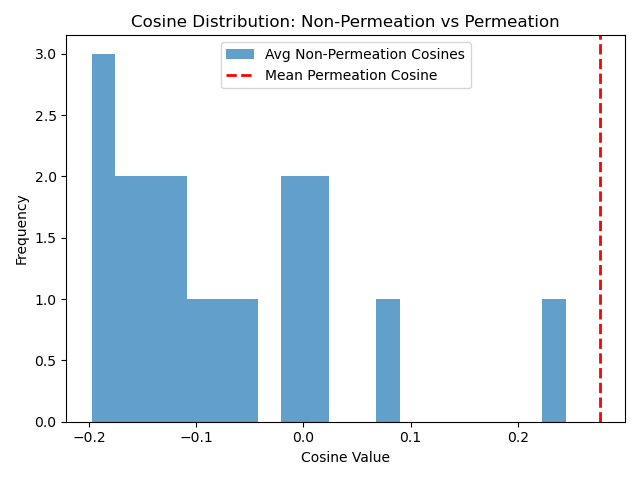 Cosine Distribution: Non-Permeation vs Permeation
Avg Non-Permeation Cosines
Mean Permeation Cosine
Frequency
3.0
2.5
2.0
1.5
1.0
0.5
0.0
−0.2 −0.1 0.0 0.1 0.2
Cosine Value